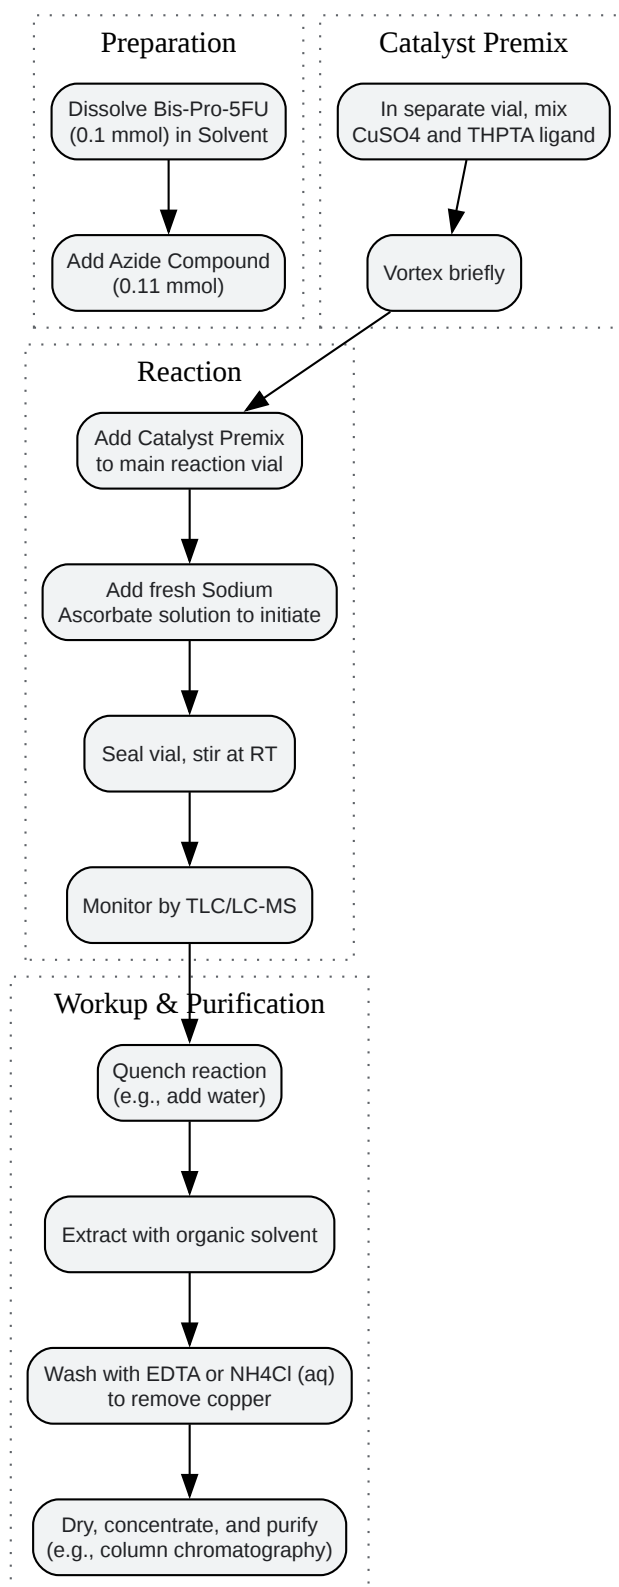 Preparation
Dissolve Bis-Pro-5FU
(0.1 mmol) in Solvent
Add Azide Compound
(0.11 mmol)
Catalyst Premix
In separate vial, mix
CuSO4 and THPTA ligand
Vortex briefly
Reaction
Add Catalyst Premix
to main reaction vial
Add fresh Sodium
Ascorbate solution to initiate
Seal vial, stir at RT
Monitor by TLC/LC-MS
Workup & Purification
Quench reaction
(e.g., add water)
Extract with organic solvent
Wash with EDTA or NH4Cl (aq)
to remove copper
Dry, concentrate, and purify
(e.g., column chromatography)